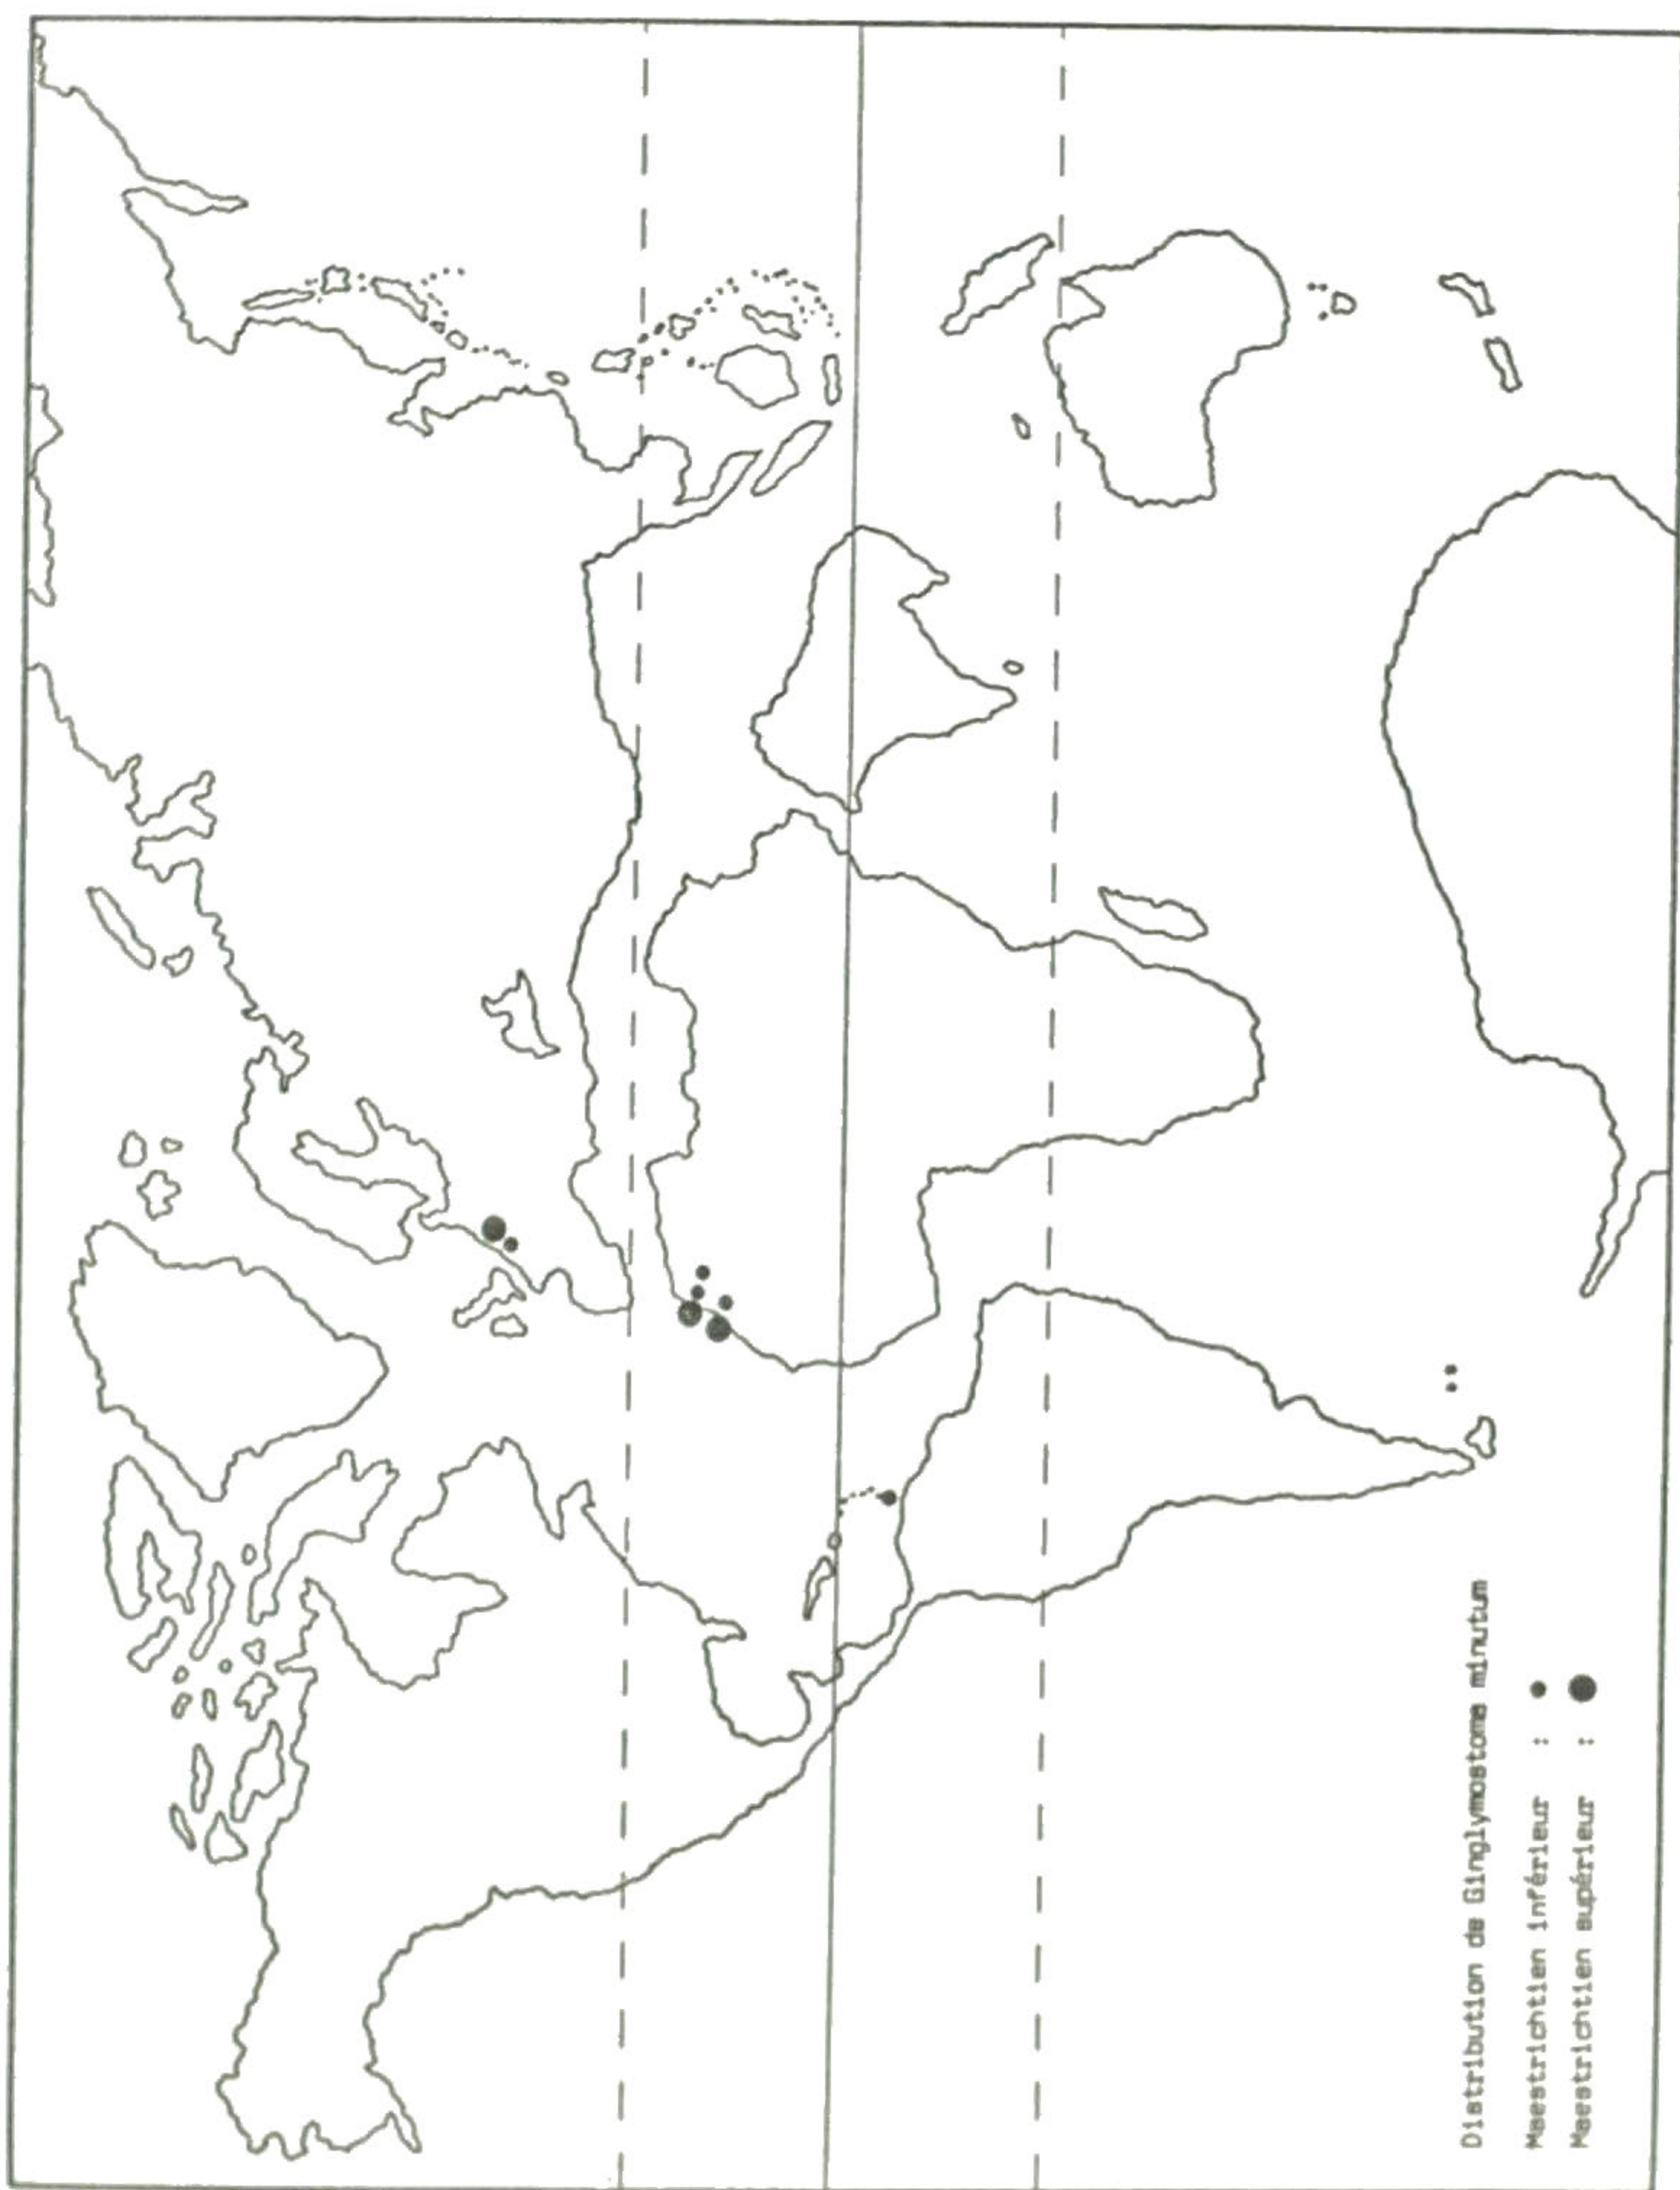 Distribution de Ginglymostoma minutum
Maestrichtien inférieur : ●
Maestrichtien supérieur : ●